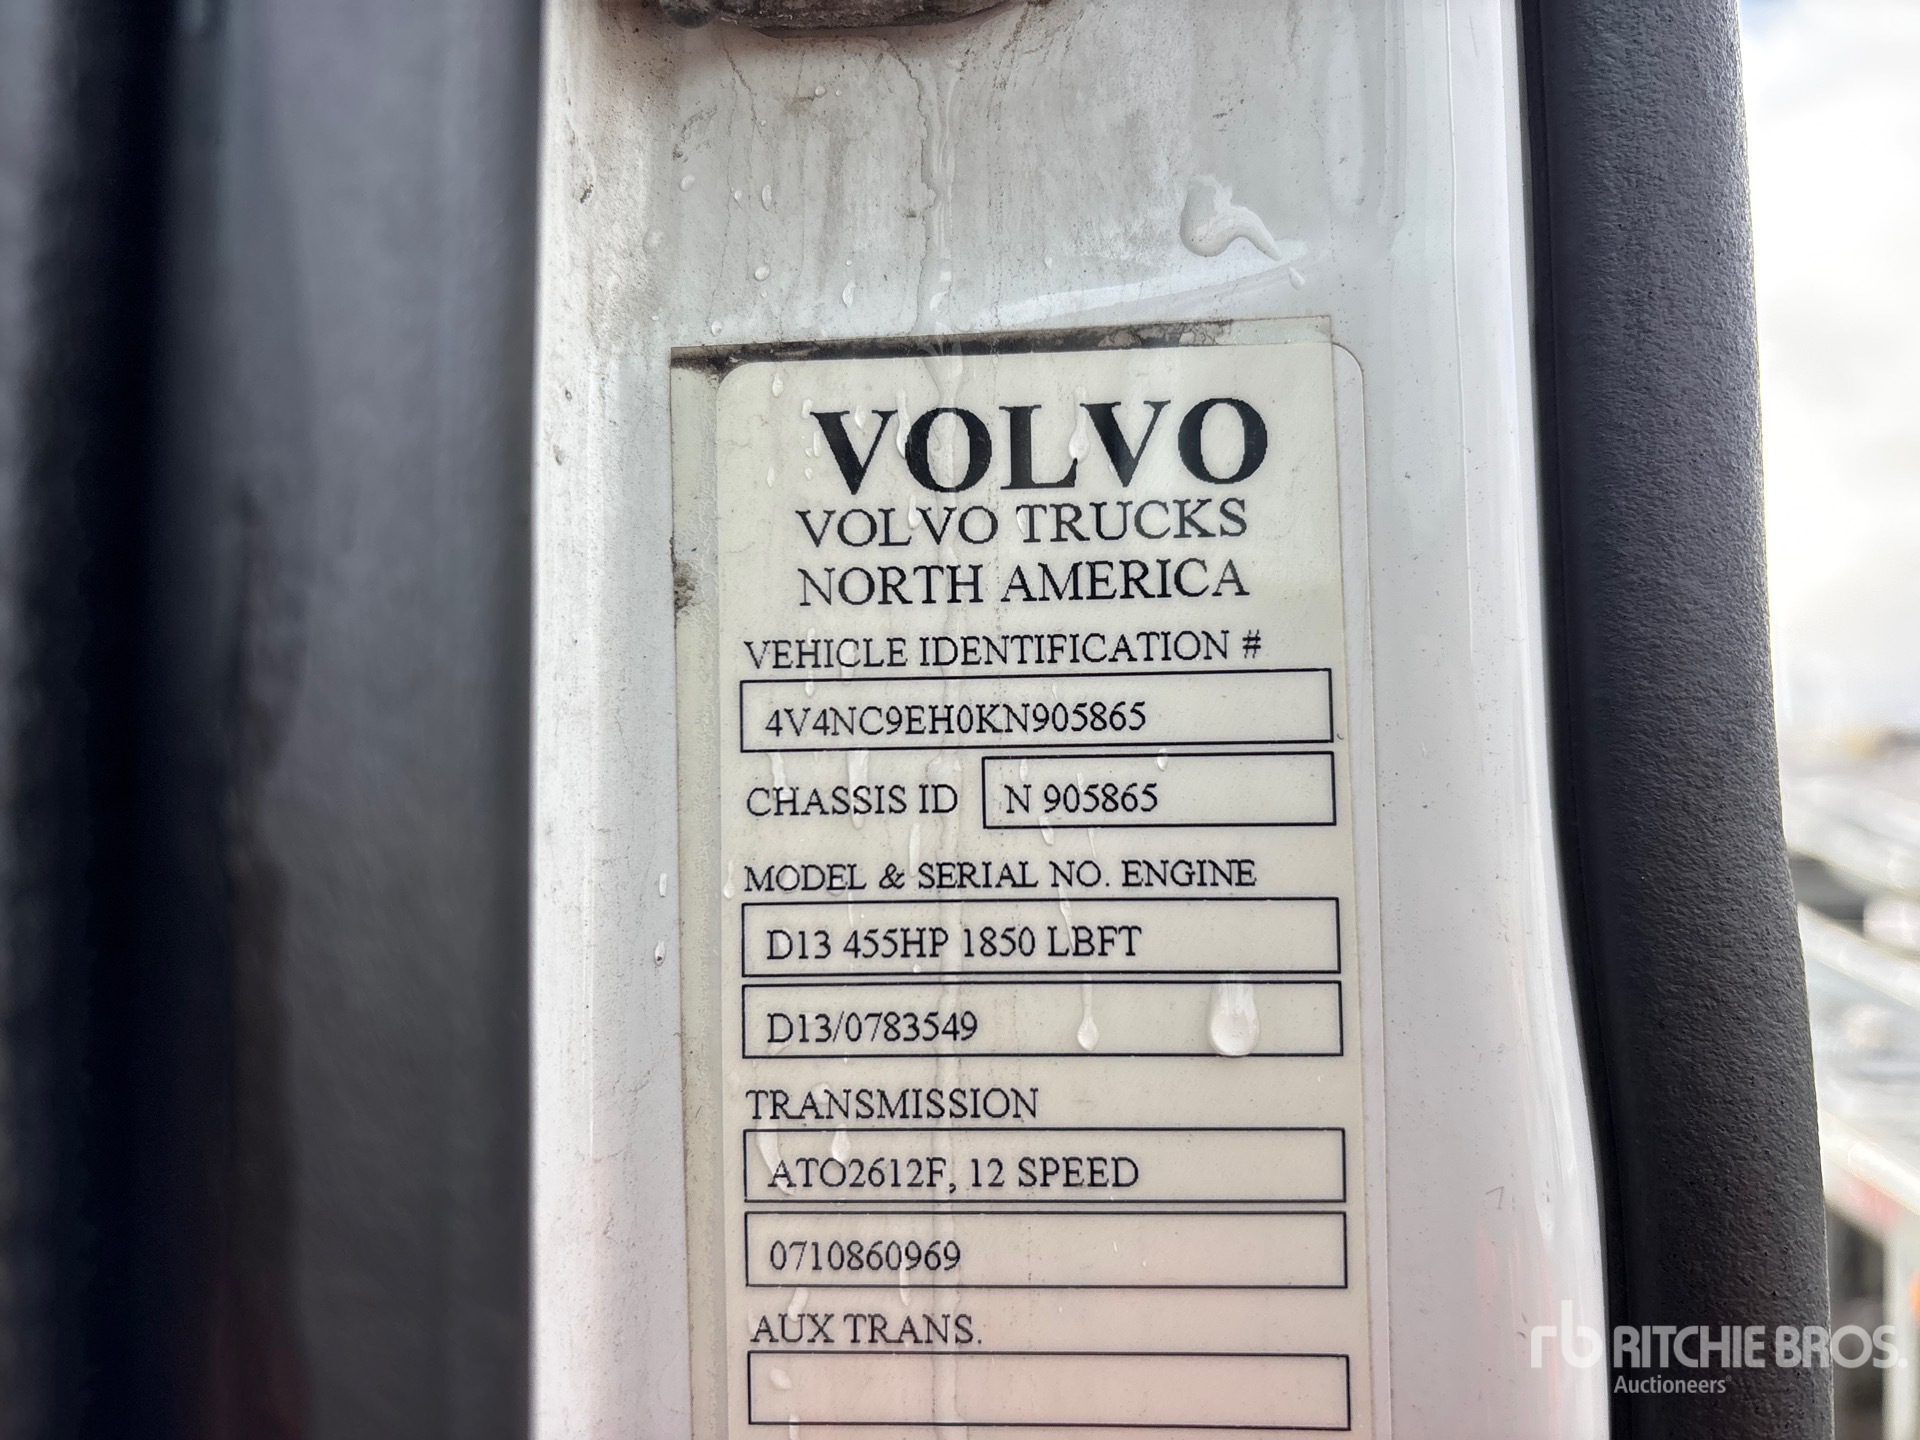 VOLVO
VOLVO TRUCKS
NORTH AMERICA
VEHICLE IDENTIFICATION #
4V4NC9EH0KN905865
CHASSIS ID N 905865
MODEL & SERIAL NO. ENGINE
D13 455HP 1850 LBFT
D13/0783549
TRANSMISSION
ATO2612F, 12 SPEED
0710860969
AUX TRANS.
rb RITCHIE BROS.
Auctioneers